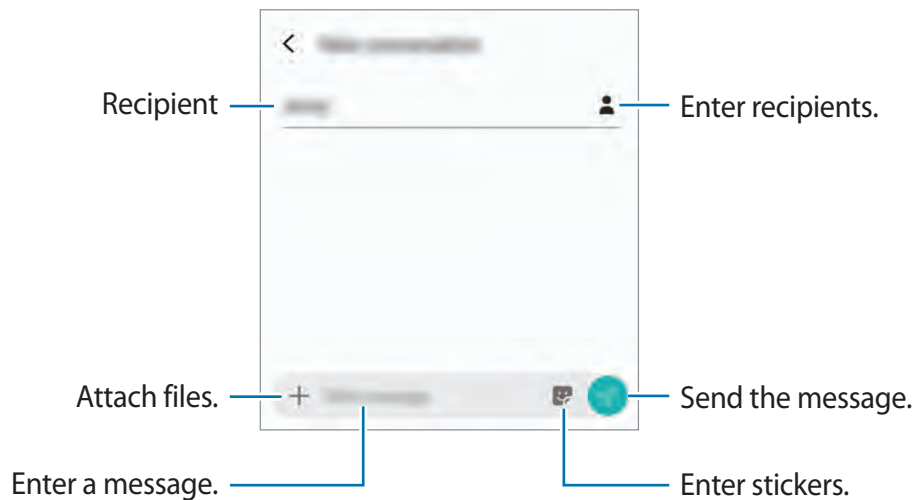 Recipient
Enter recipients.
Attach files.
Send the message.
Enter a message.
Enter stickers.